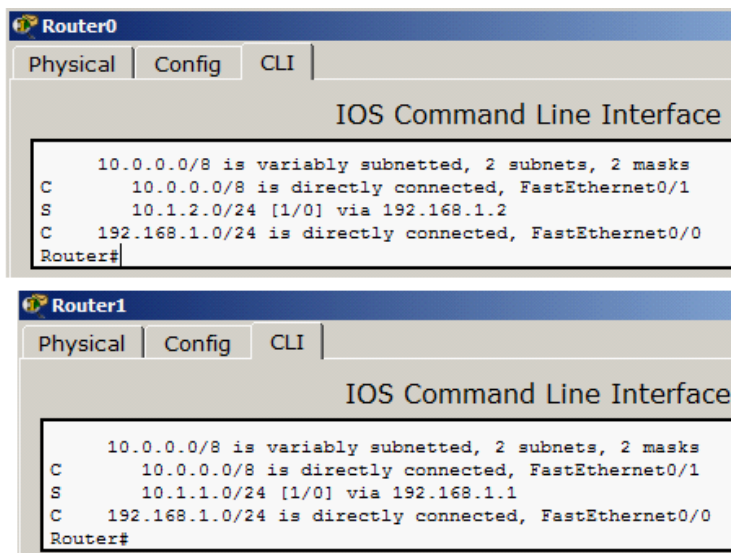 Router0
Physical Config CLI
IOS Command Line Interface
10.0.0.0/8 is variably subnetted, 2 subnets, 2 masks
C 10.0.0.0/8 is directly connected, FastEthernet0/1
S 10.1.2.0/24 [1/0] via 192.168.1.2
C 192.168.1.0/24 is directly connected, FastEthernet0/0
Router#
Router1
Physical Config CLI
IOS Command Line Interface
10.0.0.0/8 is variably subnetted, 2 subnets, 2 masks
C 10.0.0.0/8 is directly connected, FastEthernet0/1
S 10.1.1.0/24 [1/0] via 192.168.1.1
C 192.168.1.0/24 is directly connected, FastEthernet0/0
Router#